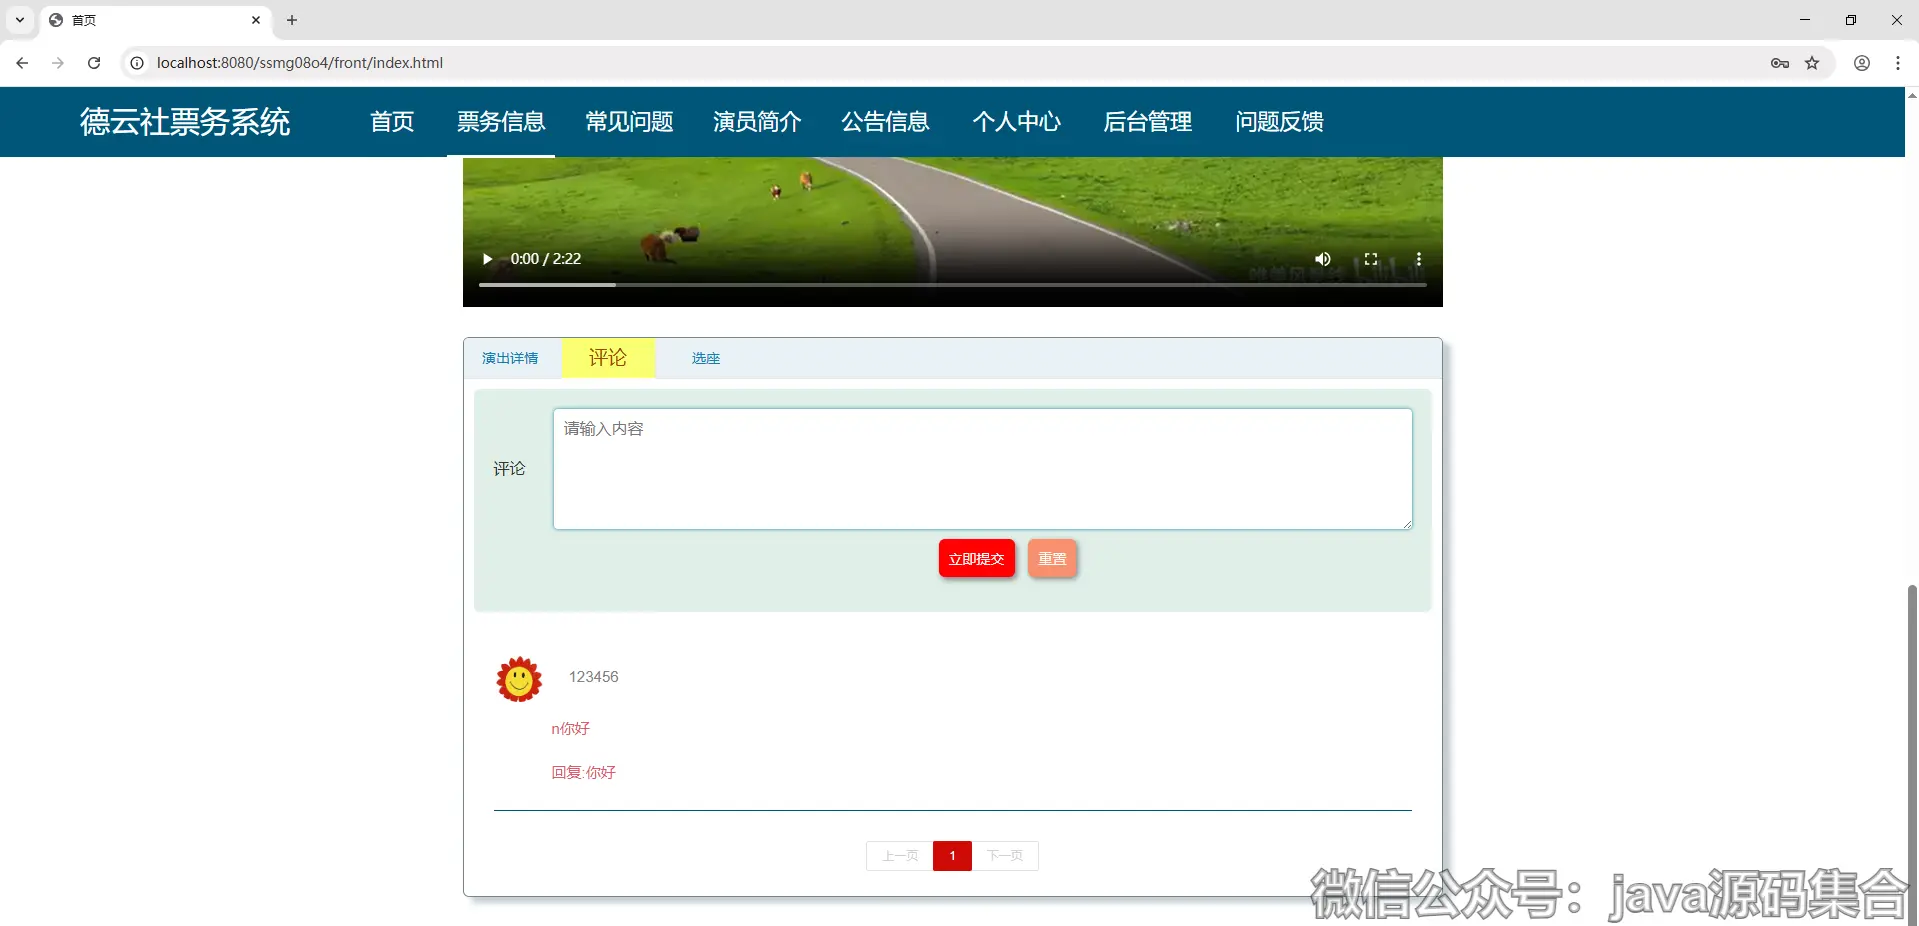 首页
localhost:8080/ssmg08o4/front/index.html
德云社票务系统 首页 票务信息 常见问题 演员简介 公告信息 个人中心 后台管理 问题反馈
0:00 / 2:22
演出详情 评论 选座
请输入内容
评论
立即提交 重置
123456
n你好
回复:你好
上一页 1 下一页
微信公众号：java源码集合